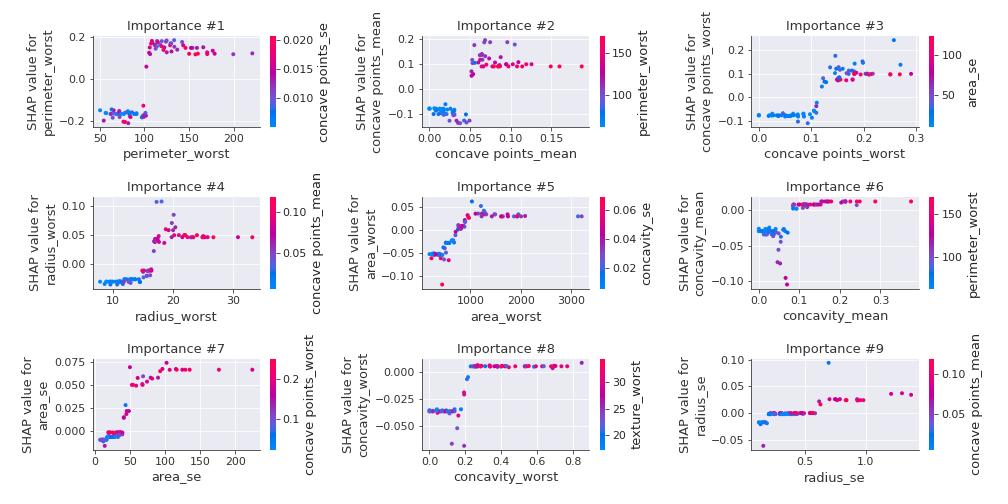 Importance #1
SHAP value for
perimeter_worst
0.2
0.0
−0.2
50
100
150
200
perimeter_worst
0.020
0.015
0.010
concave points_se
Importance #2
SHAP value for
concave points_mean
0.2
0.1
0.0
−0.1
0.00
0.05
0.10
0.15
concave points_mean
150
100
perimeter_worst
Importance #3
SHAP value for
concave points_worst
0.2
0.1
0.0
−0.1
0.0
0.1
0.2
0.3
concave points_worst
100
50
area_se
Importance #4
SHAP value for
radius_worst
0.10
0.05
0.00
10
20
30
radius_worst
0.10
0.05
concave points_mean
Importance #5
SHAP value for
area_worst
0.05
0.00
−0.05
−0.10
1000
2000
3000
area_worst
0.06
0.04
0.02
concavity_se
Importance #6
SHAP value for
concavity_mean
0.00
−0.05
−0.10
0.0
0.1
0.2
0.3
concavity_mean
150
100
perimeter_worst
Importance #7
SHAP value for
area_se
0.075
0.050
0.025
0.000
0
50
100
150
200
area_se
0.2
0.1
concave points_worst
Importance #8
SHAP value for
concavity_worst
0.000
−0.025
−0.050
0.0
0.2
0.4
0.6
0.8
concavity_worst
30
25
20
texture_worst
Importance #9
SHAP value for
radius_se
0.10
0.05
0.00
−0.05
0.5
1.0
radius_se
0.10
0.05
concave points_mean